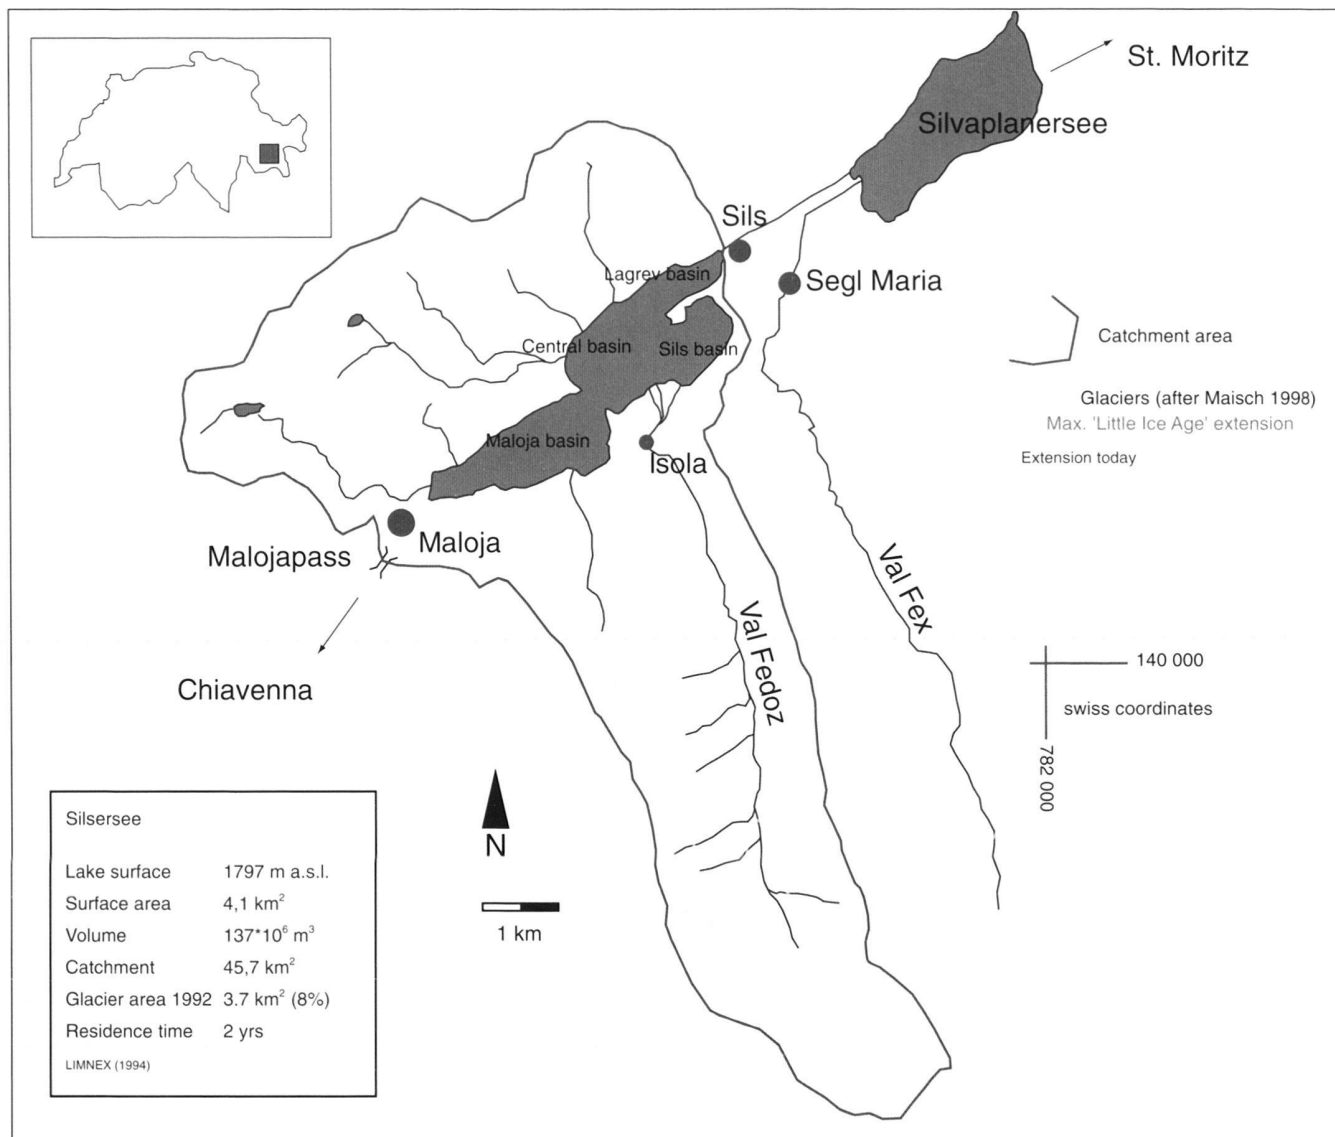 St. Moritz
Silvaplanersee
Sils
Lagrev basin
Segl Maria
Central basin
Sils basin
Catchment area
Glaciers (after Maisch 1998)
Max. 'Little Ice Age' extension
Extension today
Maloja basin
Isola
Maloja
Malojapass
Val Fex
Val Fedoz
Chiavenna
140 000
swiss coordinates
782 000
N
1 km
Silsersee
Lake surface 1797 m a.s.l.
Surface area 4,1 km²
Volume 137*10⁶ m³
Catchment 45,7 km²
Glacier area 1992 3.7 km² (8%)
Residence time 2 yrs
LIMNEX (1994)